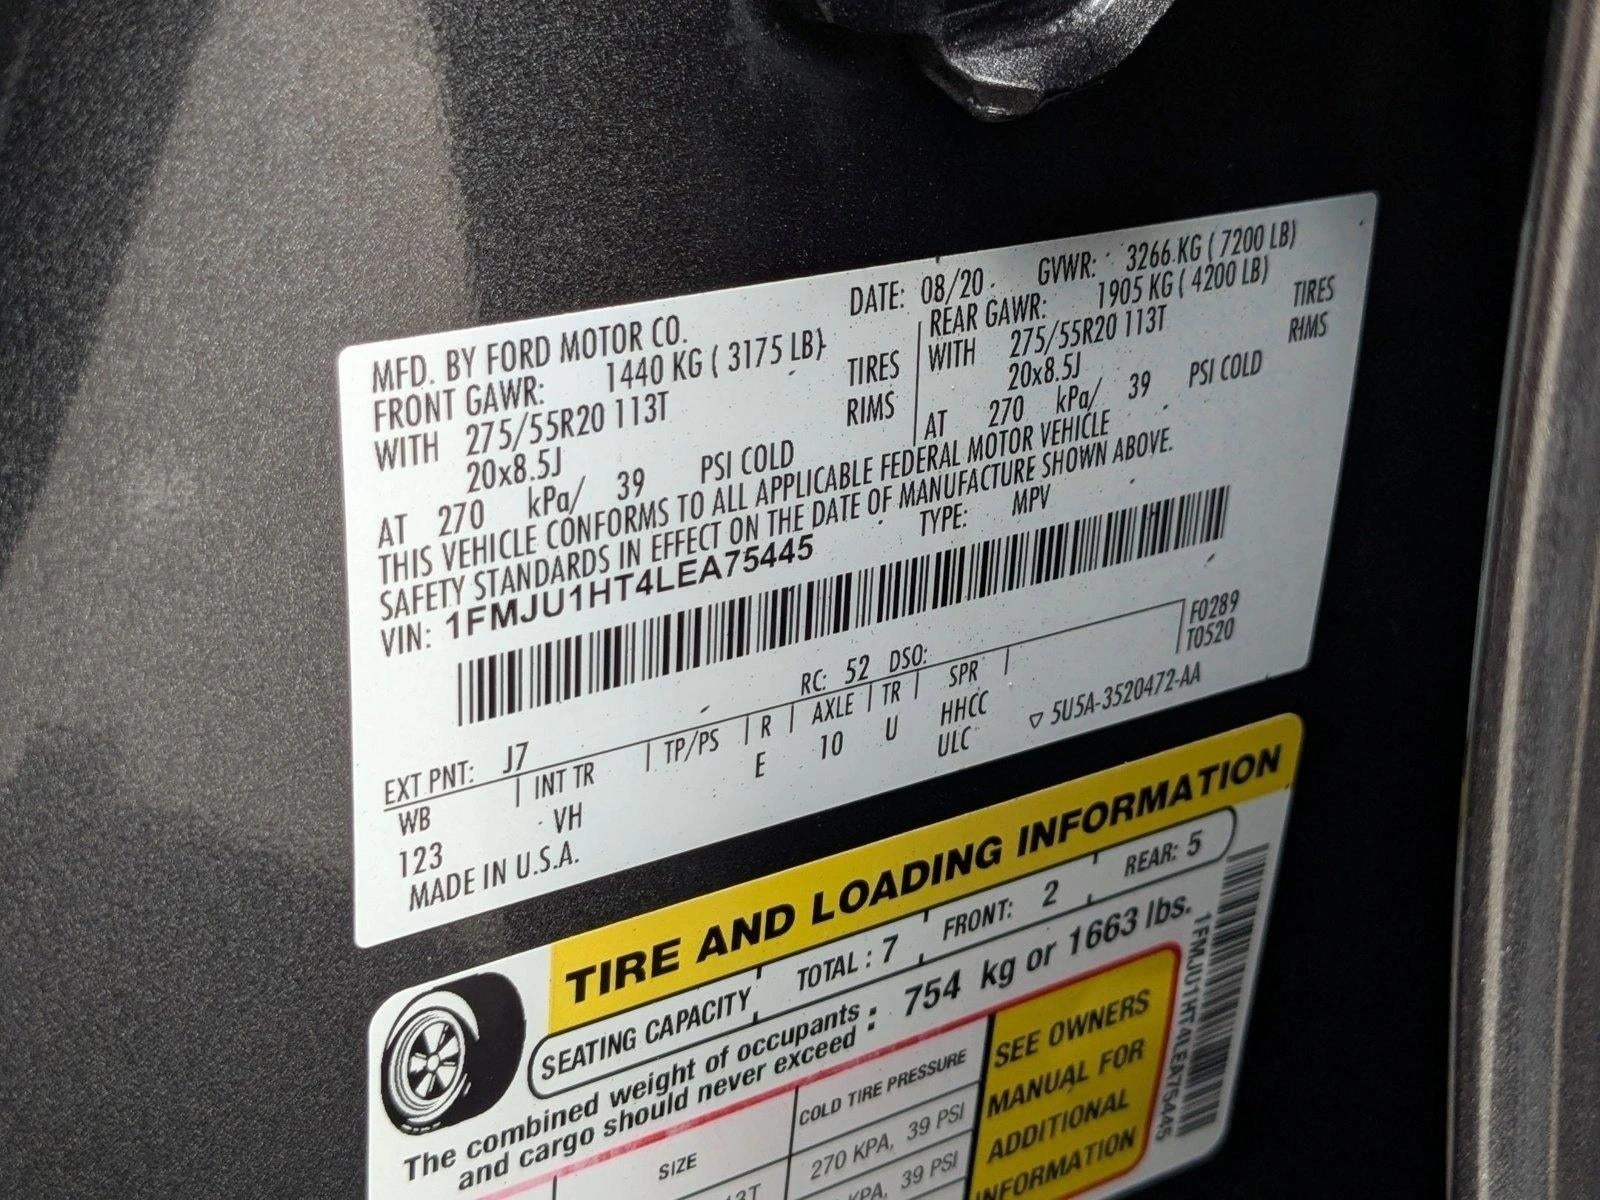 MFD. BY FORD MOTOR CO. DATE: 08/20 GVWR: 3266 KG ( 7200 LB)
FRONT GAWR: 1440 KG ( 3175 LB) REAR GAWR: 1905 KG ( 4200 LB)
WITH 275/55R20 113T TIRES WITH 275/55R20 113T TIRES
20x8.5J RIMS 20x8.5J RIMS
AT 270 kPa/ 39 PSI COLD AT 270 kPa/ 39 PSI COLD
THIS VEHICLE CONFORMS TO ALL APPLICABLE FEDERAL MOTOR VEHICLE
SAFETY STANDARDS IN EFFECT ON THE DATE OF MANUFACTURE SHOWN ABOVE.
VIN: 1FMJU1HT4LEA75445 TYPE: MPV
F0289
T0520
EXT PNT: J7 RC: 52 DSO:
WB INT TR TP/PS R AXLE TR SPR
123 VH E 10 U HHCC
ULC
MADE IN U.S.A. 5U5A-3520472-AA
TIRE AND LOADING INFORMATION
SEATING CAPACITY TOTAL : 7 FRONT: 2 REAR: 5
The combined weight of occupants : 754 kg or 1663 lbs.
and cargo should never exceed :
SIZE COLD TIRE PRESSURE
270 KPA, 39 PSI
KPA, 39 PSI
SEE OWNERS
MANUAL FOR
ADDITIONAL
INFORMATION
1FMJU1HT4LEA75445